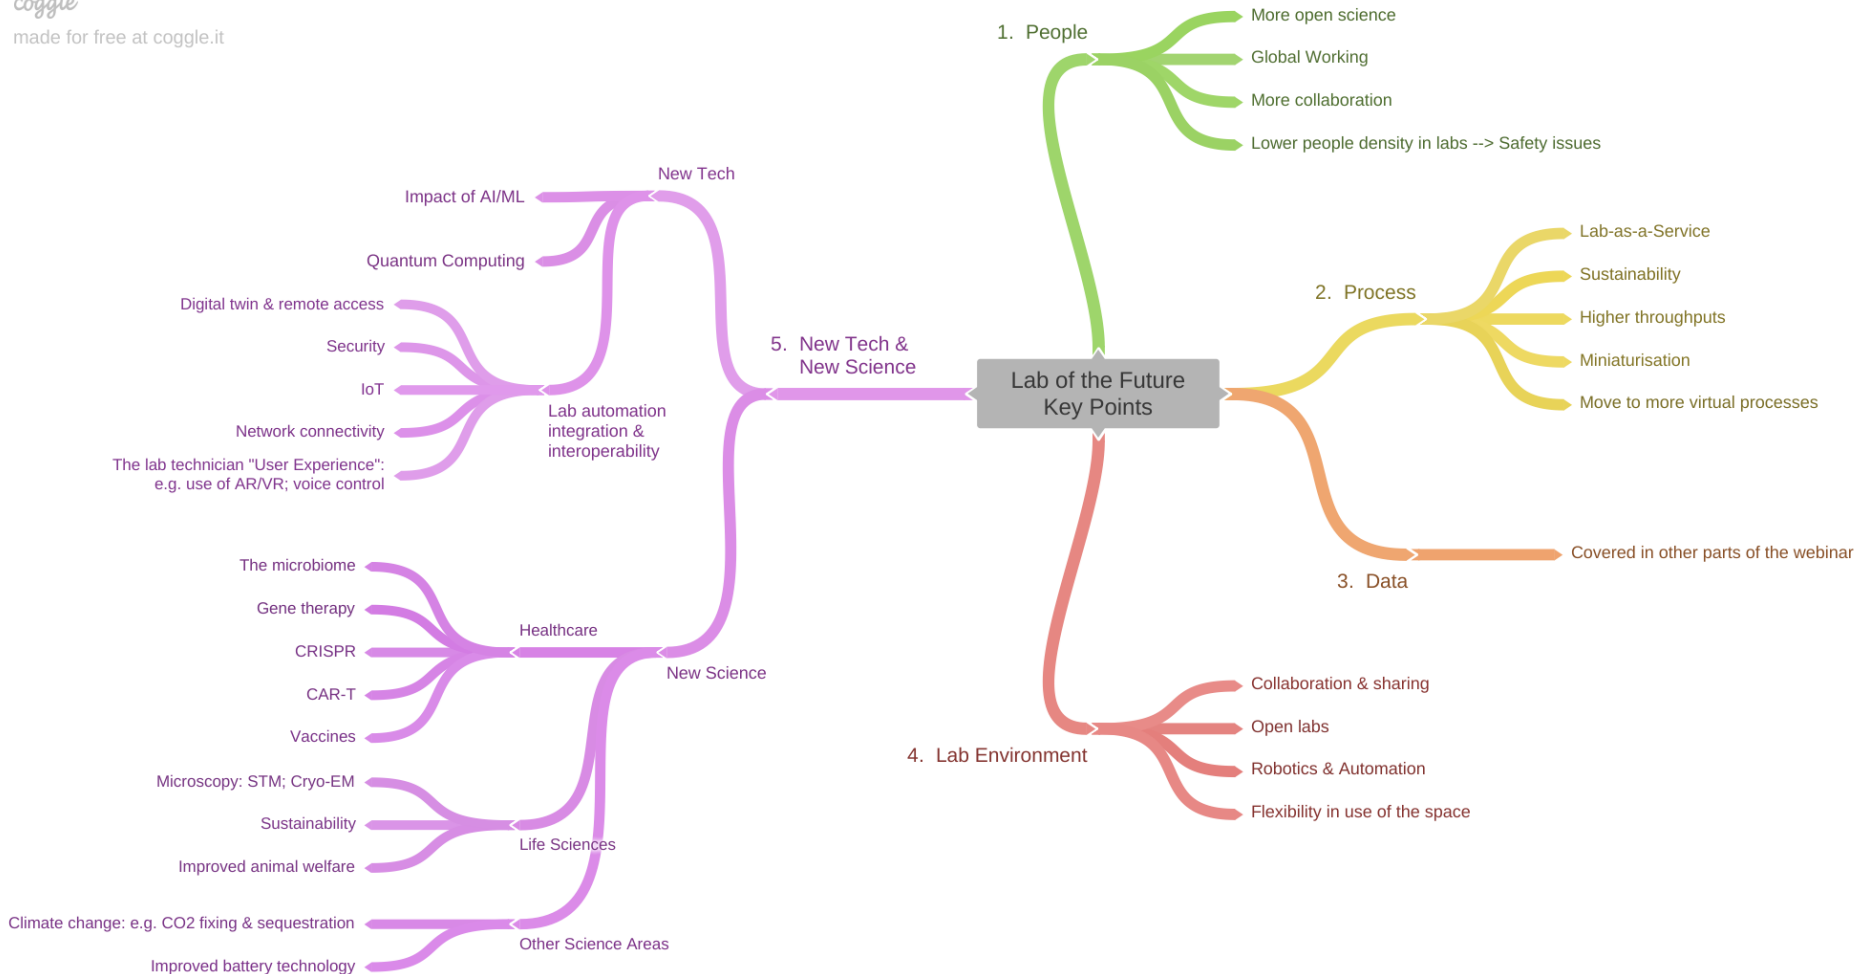 coggle
made for free at coggle.it
Lab of the Future
Key Points
1. People
More open science
Global Working
More collaboration
Lower people density in labs --> Safety issues
2. Process
Lab-as-a-Service
Sustainability
Higher throughputs
Miniaturisation
Move to more virtual processes
3. Data
Covered in other parts of the webinar
4. Lab Environment
Collaboration & sharing
Open labs
Robotics & Automation
Flexibility in use of the space
5. New Tech &
New Science
New Tech
Impact of AI/ML
Quantum Computing
Lab automation
integration &
interoperability
Digital twin & remote access
Security
IoT
Network connectivity
The lab technician "User Experience":
e.g. use of AR/VR; voice control
New Science
Healthcare
The microbiome
Gene therapy
CRISPR
CAR-T
Vaccines
Life Sciences
Microscopy: STM; Cryo-EM
Sustainability
Improved animal welfare
Other Science Areas
Climate change: e.g. CO2 fixing & sequestration
Improved battery technology